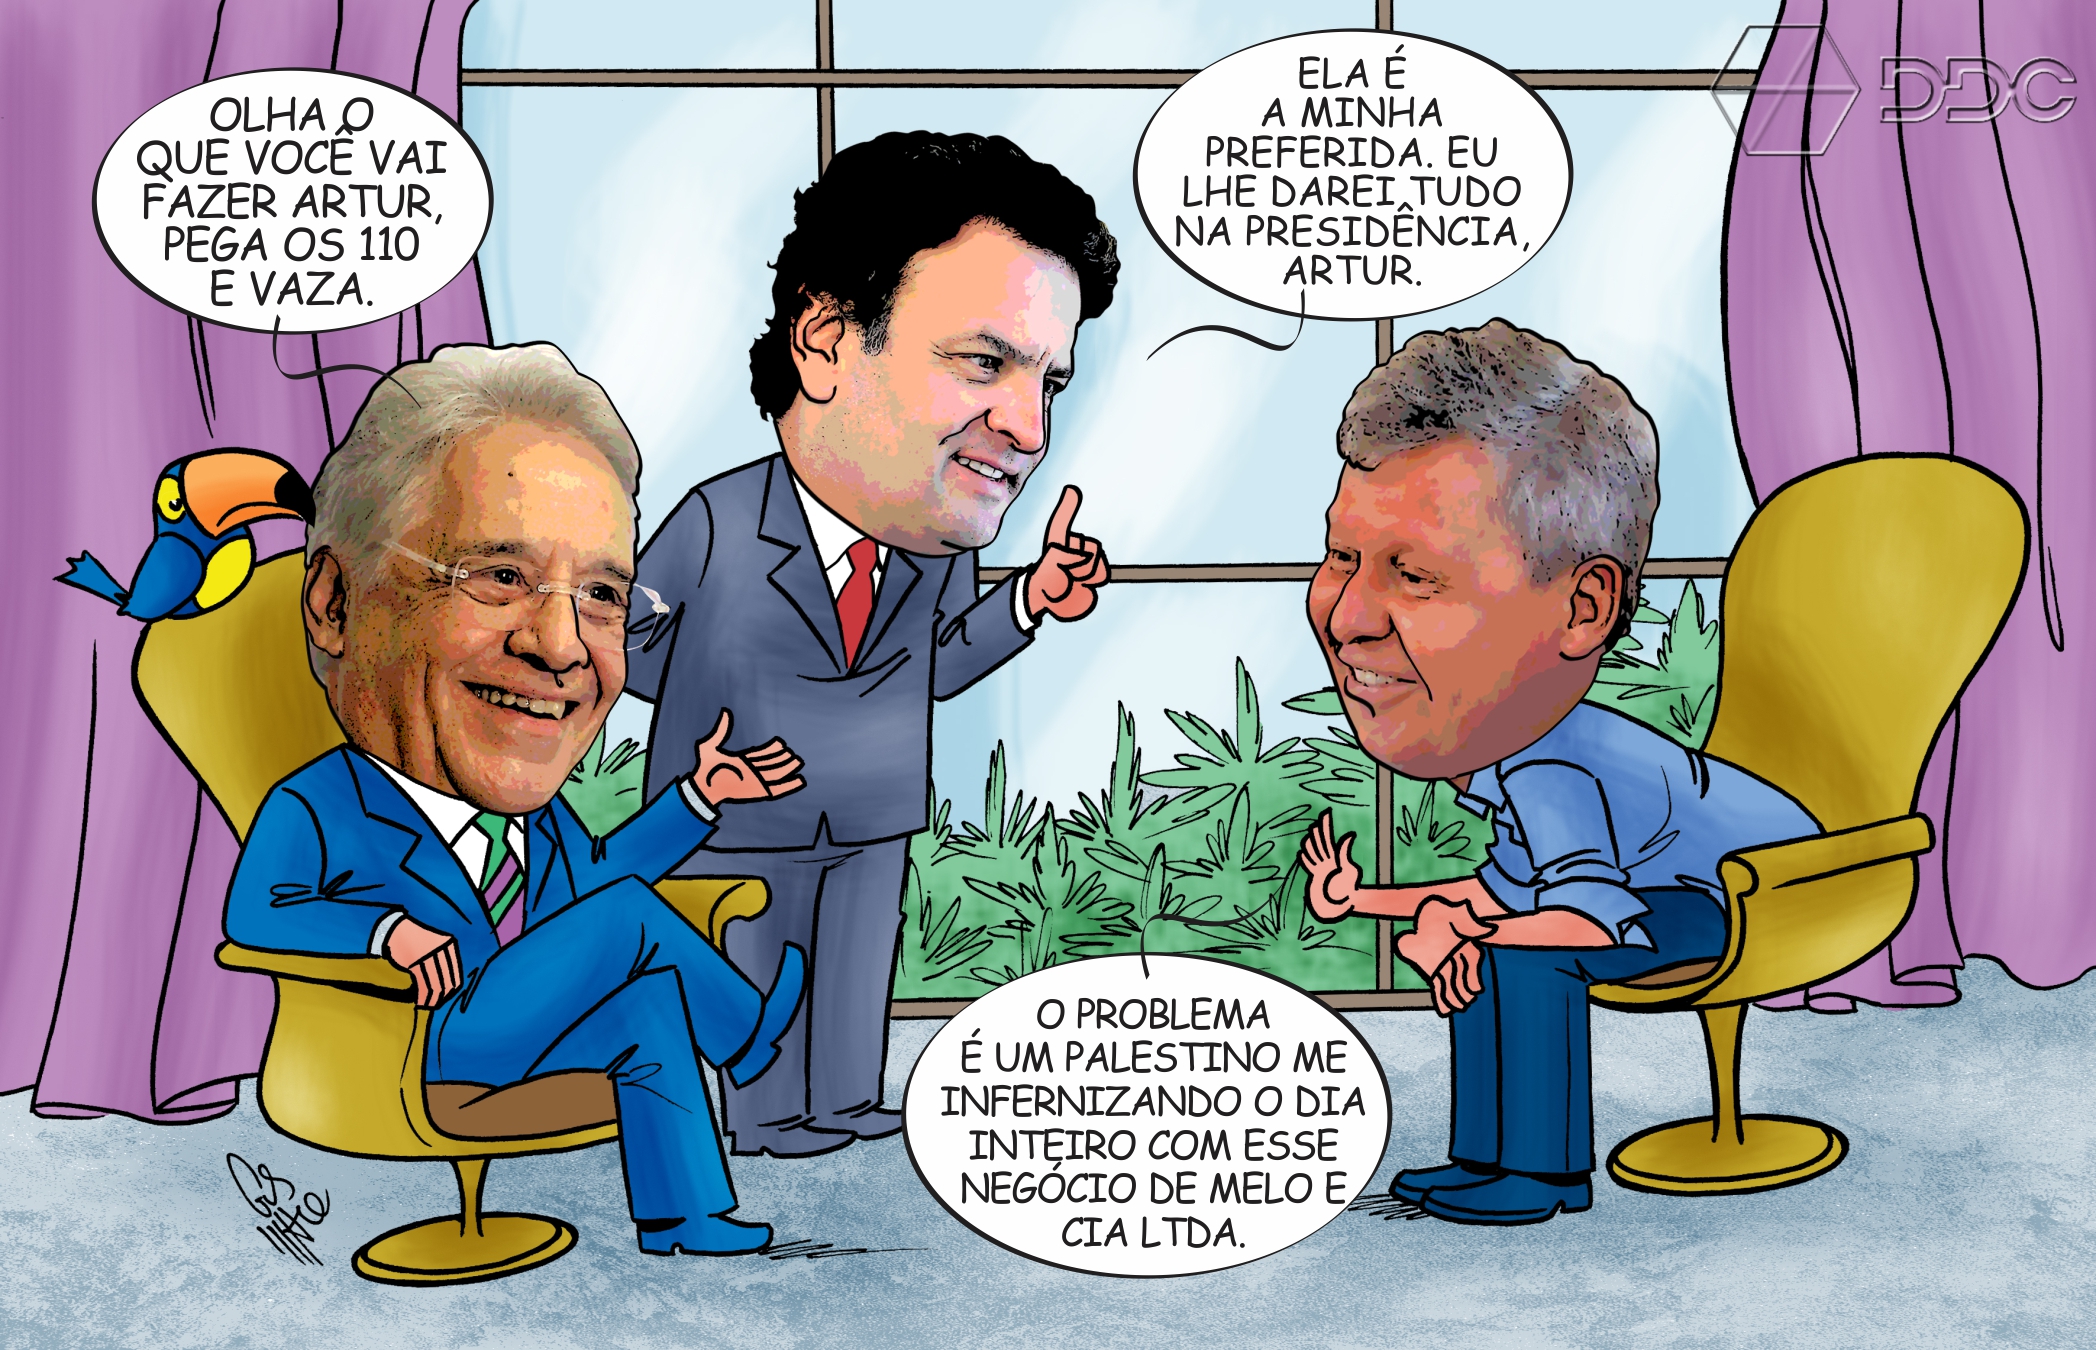 OLHA O
QUE VOCÊ VAI
FAZER ARTUR,
PEGA OS 110
E VAZA.
ELA É
A MINHA
PREFERIDA. EU
LHE DAREI TUDO
NA PRESIDÊNCIA,
ARTUR.
DDC
O PROBLEMA
É UM PALESTINO ME
INFERNIZANDO O DIA
INTEIRO COM ESSE
NEGÓCIO DE MELO E
CIA LTDA.